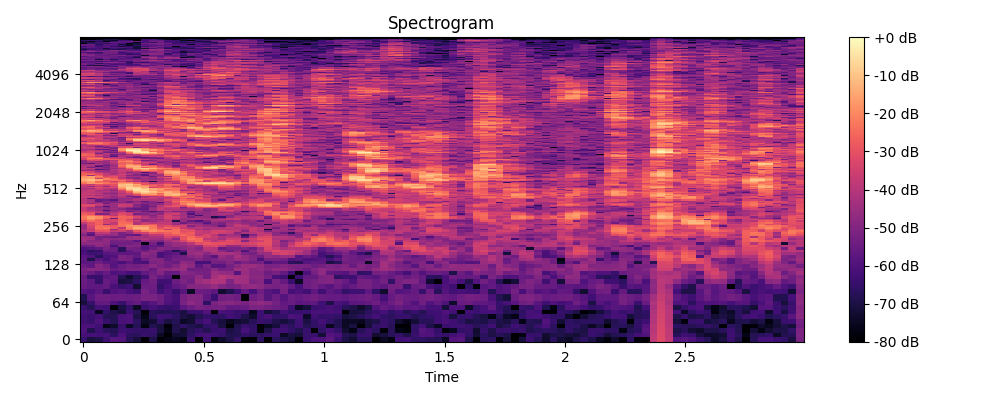 Spectrogram
Hz
4096
2048
1024
512
256
128
64
0
0
0.5
1
1.5
2
2.5
Time
+0 dB
-10 dB
-20 dB
-30 dB
-40 dB
-50 dB
-60 dB
-70 dB
-80 dB